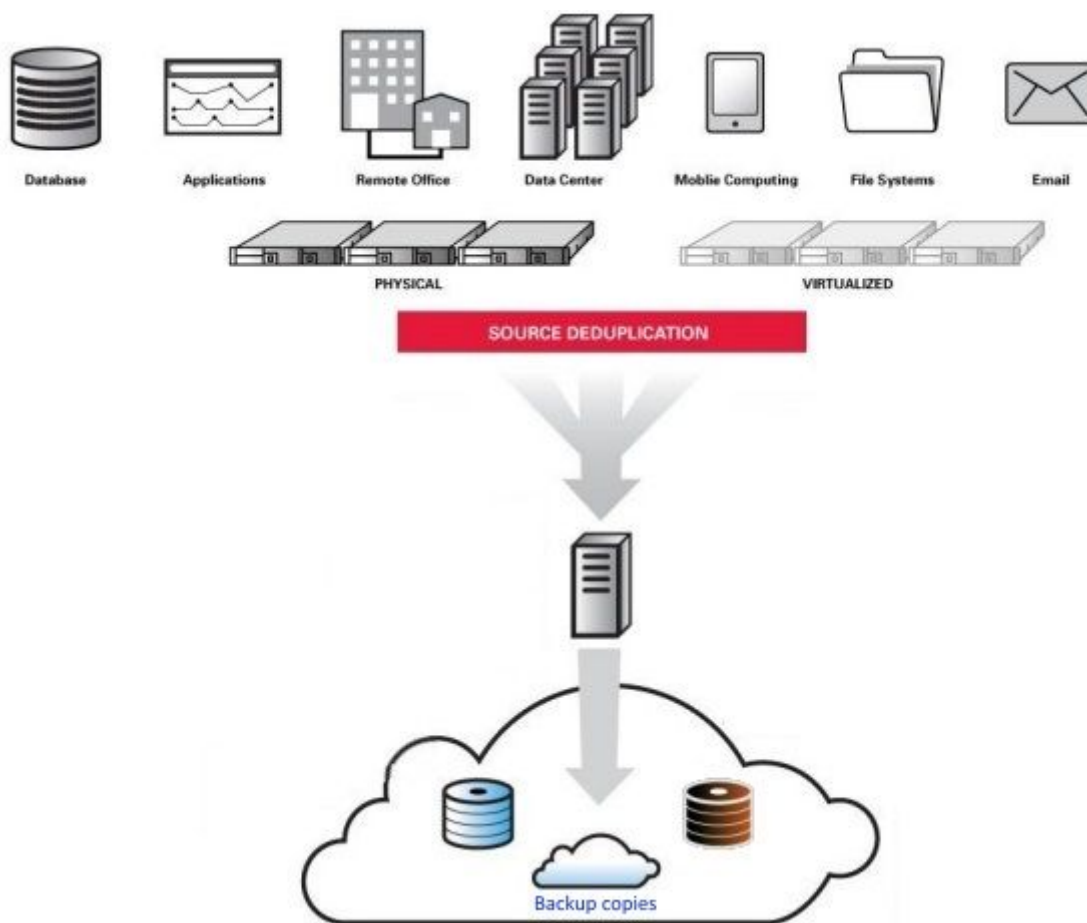 Database
Applications
Remote Office
Data Center
Moblie Computing
File Systems
Email
PHYSICAL
VIRTUALIZED
SOURCE DEDUPLICATION
Backup copies